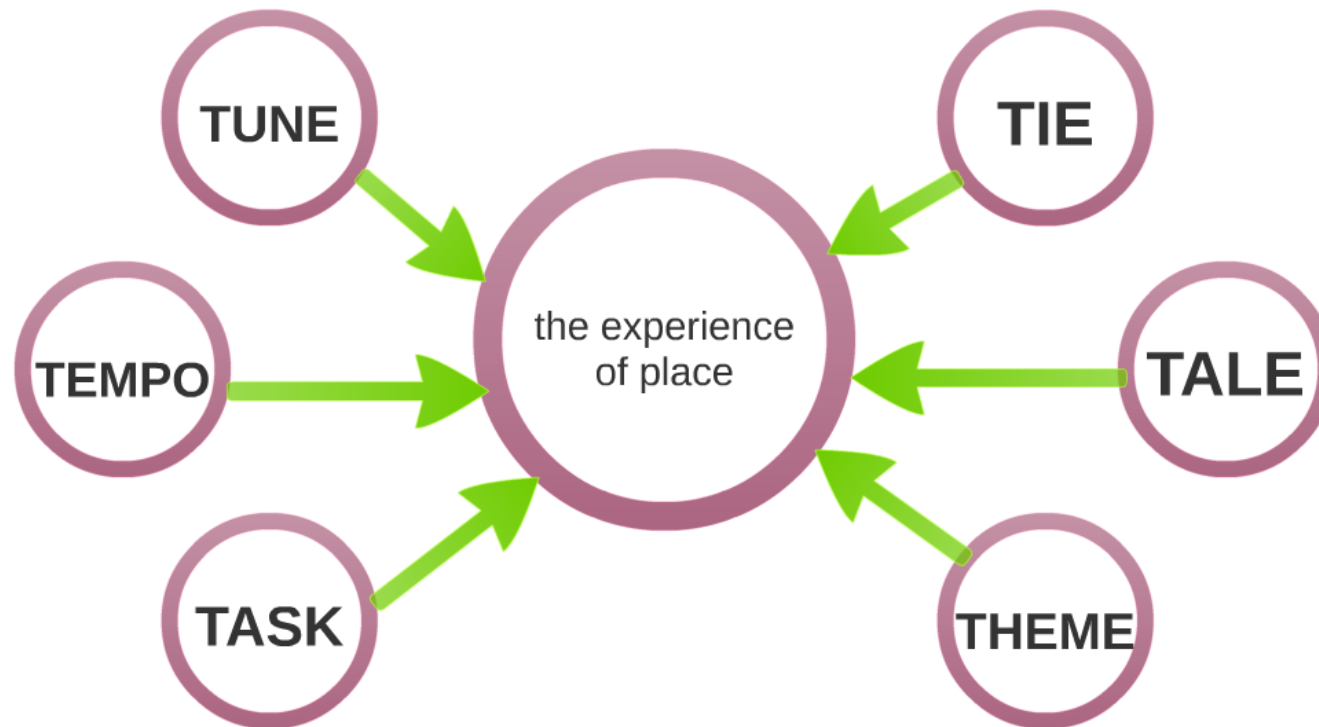 TUNE
TIE
the experience
of place
TEMPO
TALE
TASK
THEME